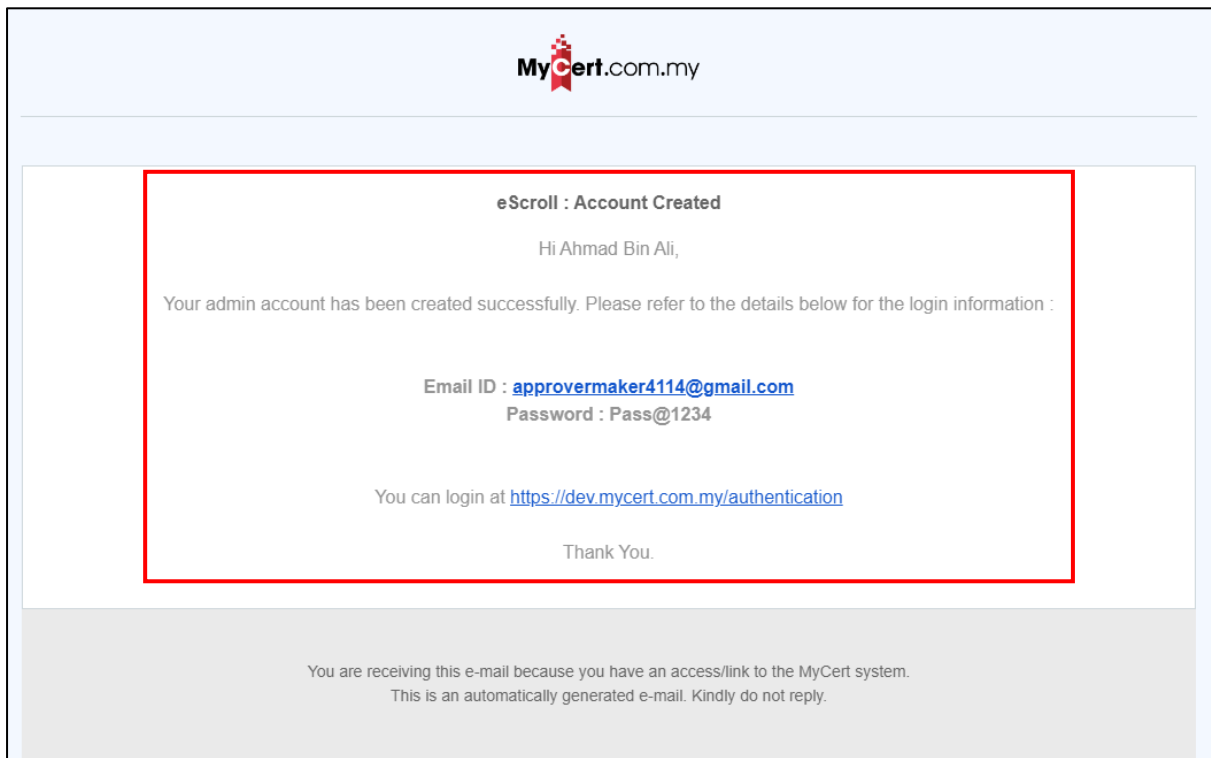 MyCert.com.my
eScroll : Account Created
Hi Ahmad Bin Ali,
Your admin account has been created successfully. Please refer to the details below for the login information :
Email ID : approvermaker4114@gmail.com
Password : Pass@1234
You can login at https://dev.mycert.com.my/authentication
Thank You.
You are receiving this e-mail because you have an access/link to the MyCert system.
This is an automatically generated e-mail. Kindly do not reply.